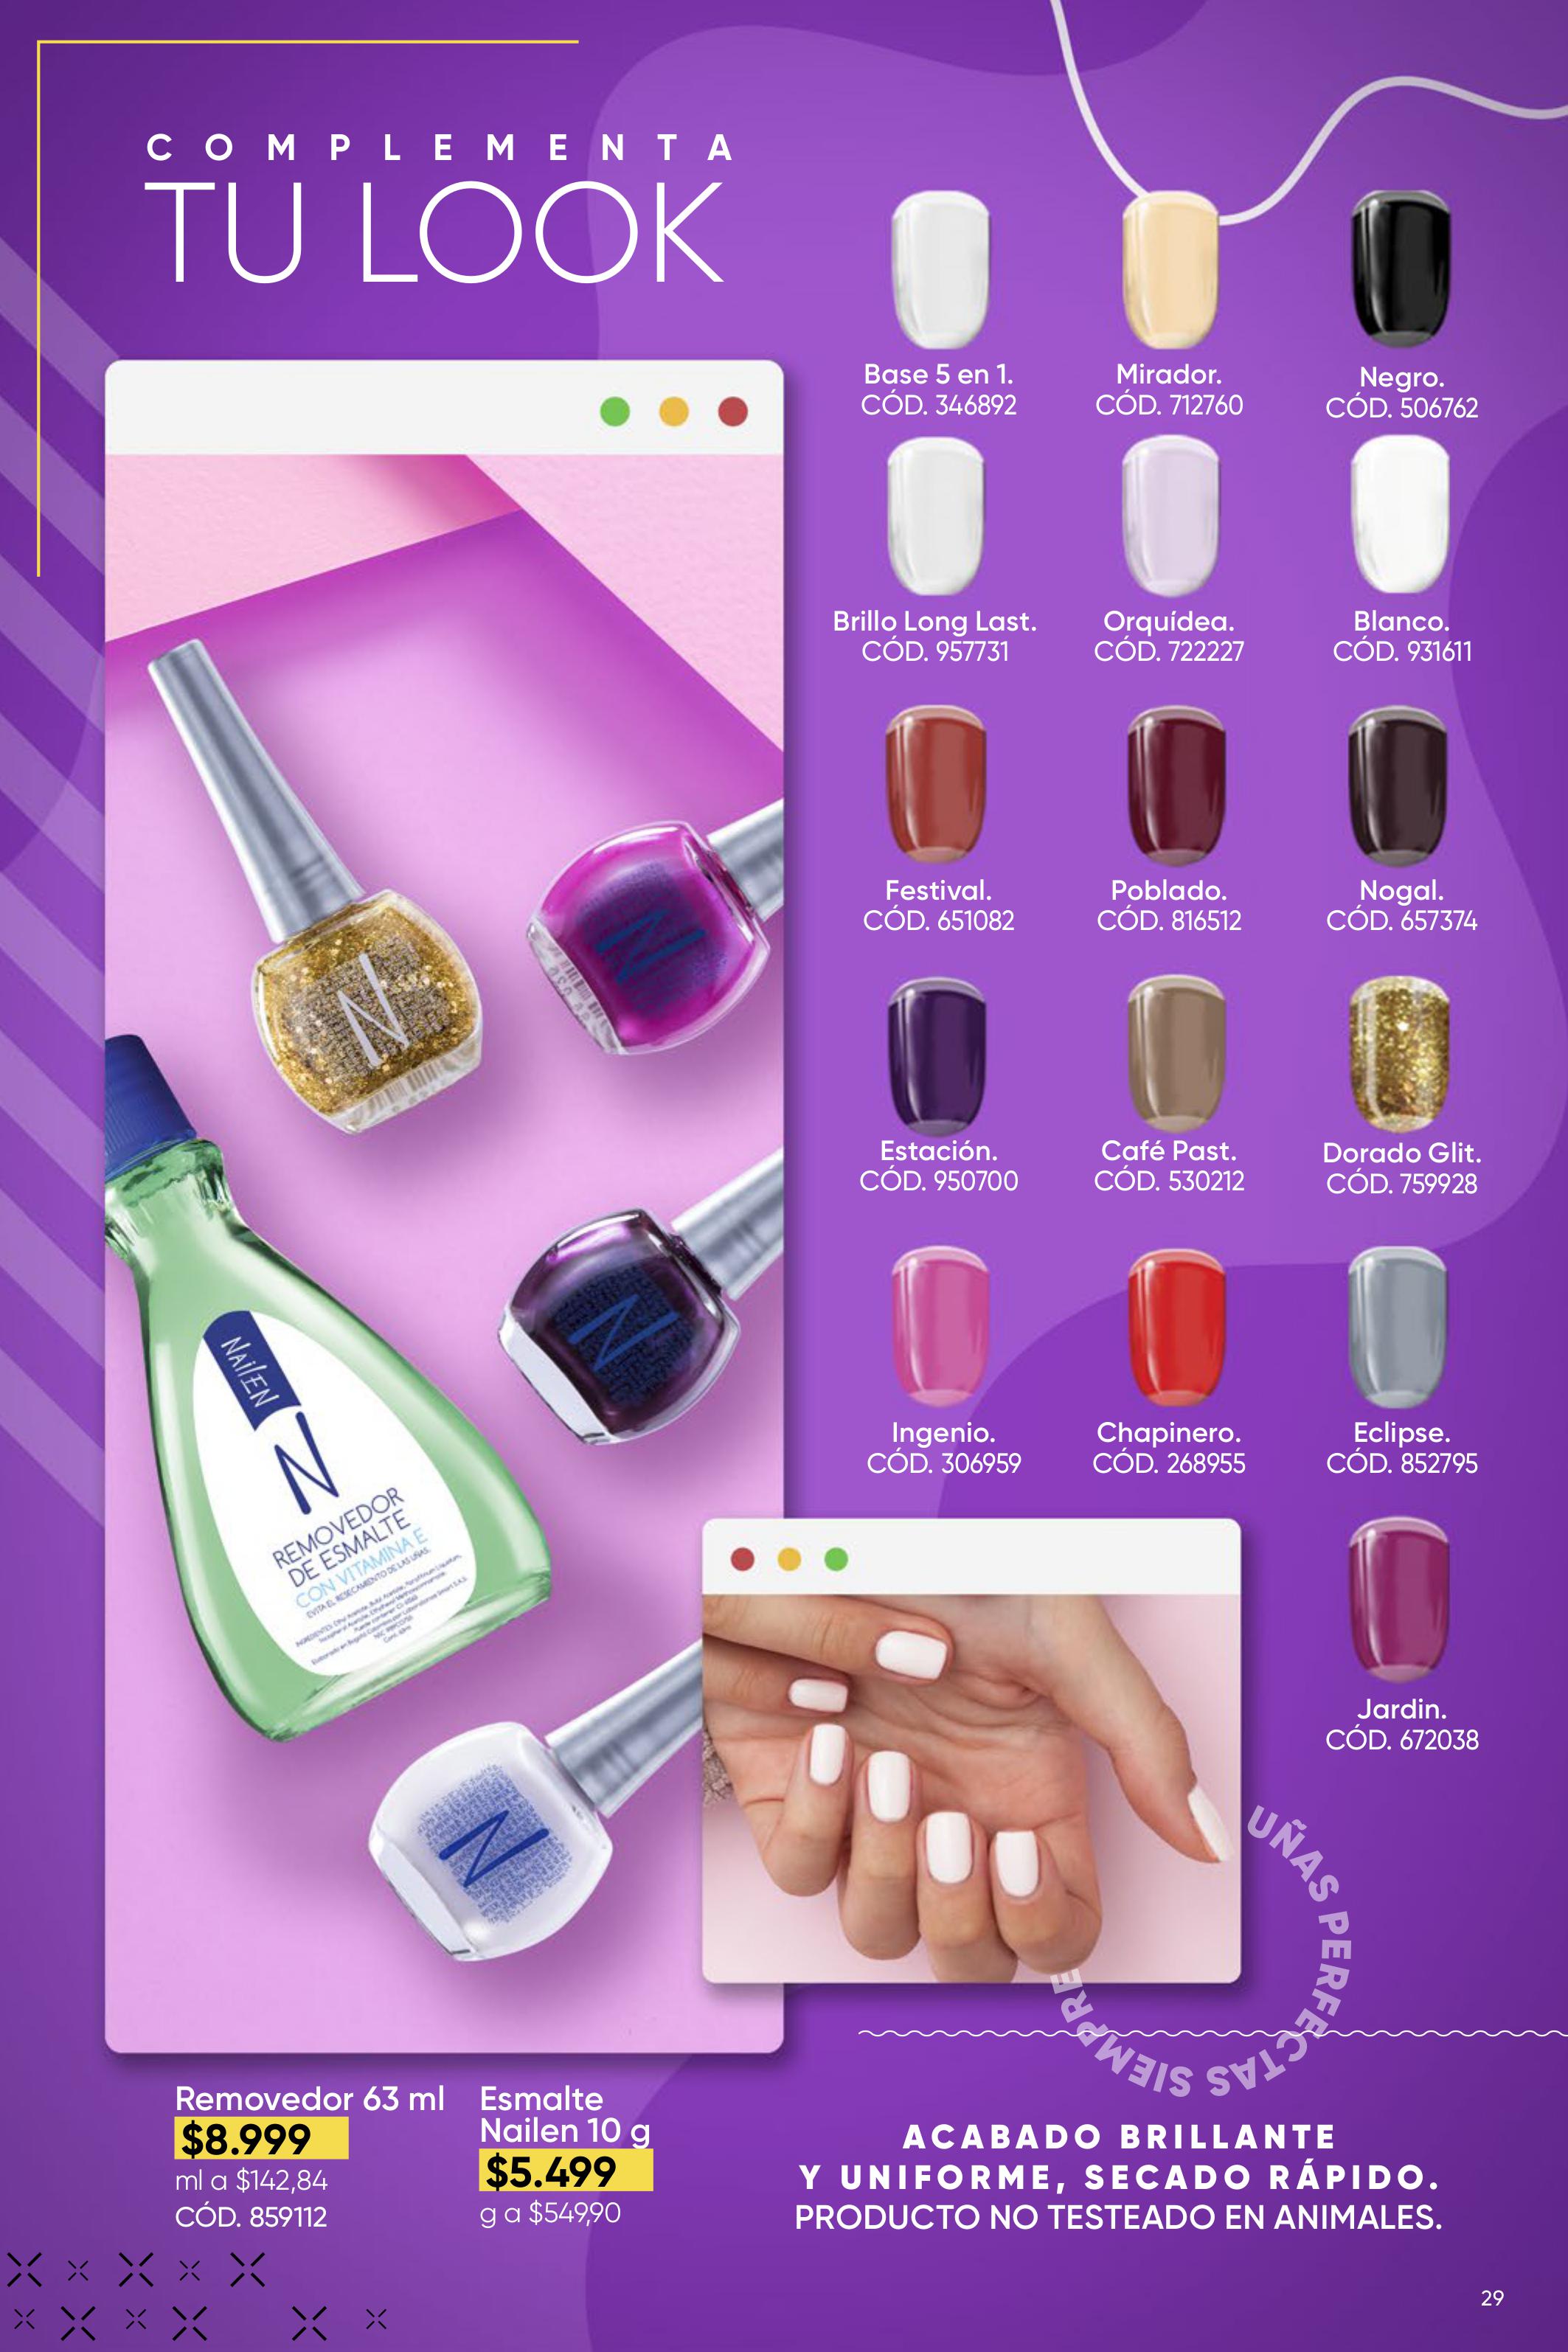 COMPLEMENTA
TU LOOK
Base 5 en 1.
CÓD. 346892
Mirador.
CÓD. 712760
Negro.
CÓD. 506762
Brillo Long Last.
CÓD. 957731
Orquídea.
CÓD. 722227
Blanco.
CÓD. 931611
Festival.
CÓD. 651082
Poblado.
CÓD. 816512
Nogal.
CÓD. 657374
Estación.
CÓD. 950700
Café Past.
CÓD. 530212
Dorado Glit.
CÓD. 759928
Ingenio.
CÓD. 306959
Chapinero.
CÓD. 268955
Eclipse.
CÓD. 852795
Jardin.
CÓD. 672038
N
N
N
N
NAilEN
N
REMOVEDOR
DE ESMALTE
CON VITAMINA E
EVITA EL RESECAMIENTO DE LAS UÑAS.
UÑAS PERFECTAS SIEMPRE
Removedor 63 ml
$8.999
ml a $142,84
CÓD. 859112
Esmalte
Nailen 10 g
$5.499
g a $549,90
ACABADO BRILLANTE
Y UNIFORME, SECADO RÁPIDO.
PRODUCTO NO TESTEADO EN ANIMALES.
29